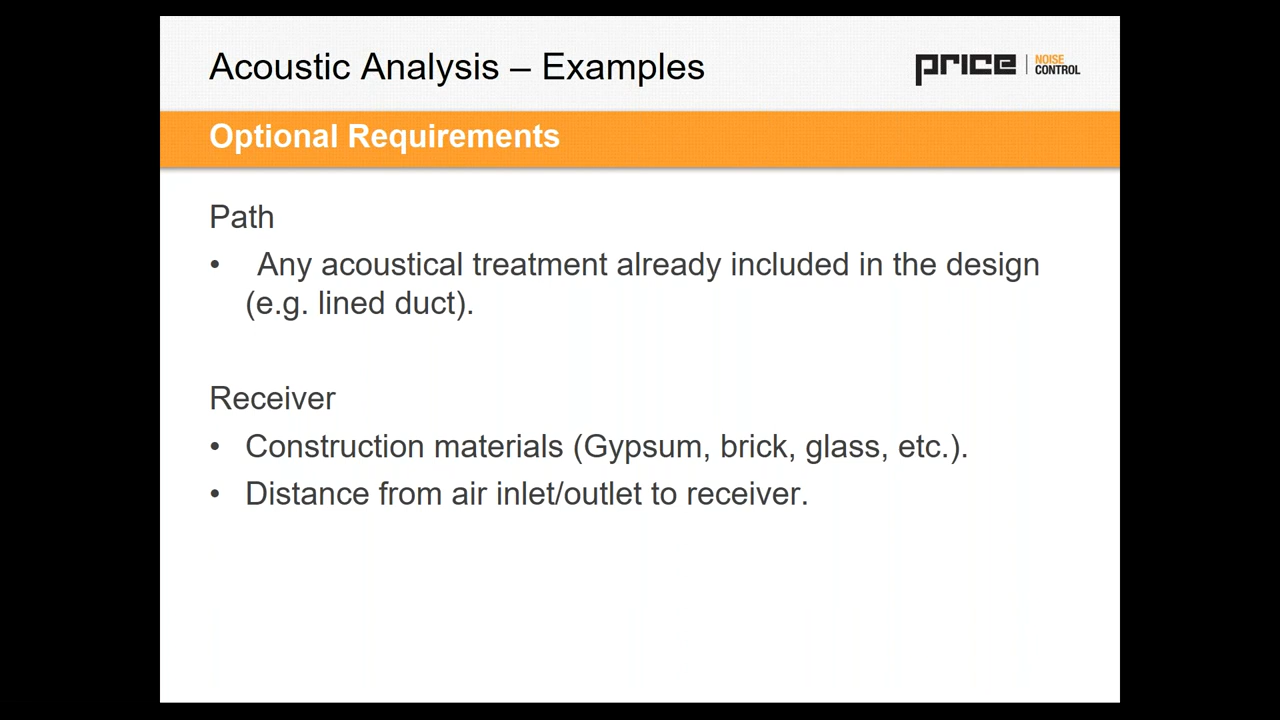 Acoustic Analysis – Examples
price
NOISE
CONTROL
Optional Requirements
Path
• Any acoustical treatment already included in the design
(e.g. lined duct).
Receiver
• Construction materials (Gypsum, brick, glass, etc.).
• Distance from air inlet/outlet to receiver.